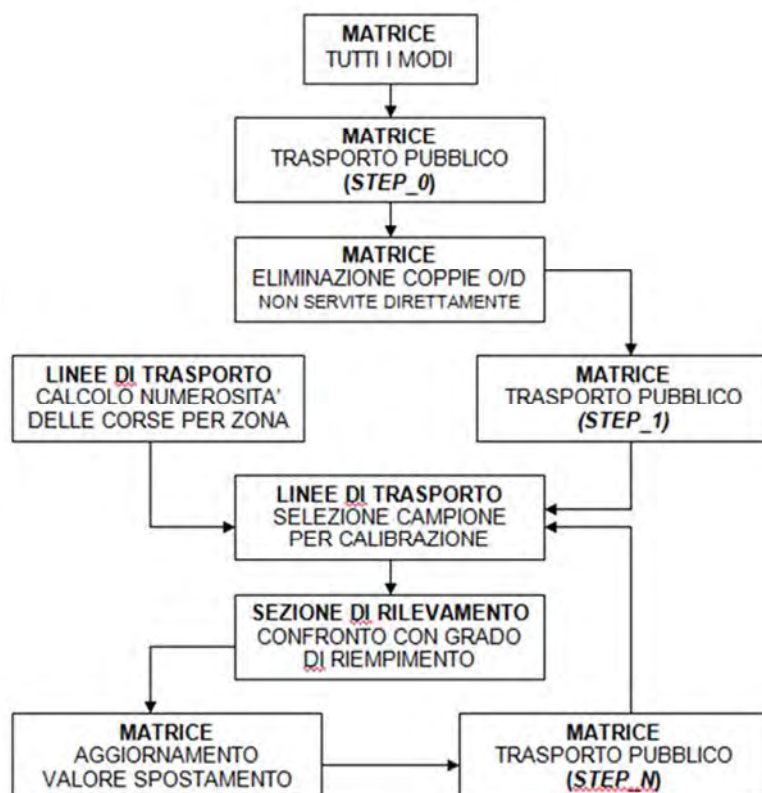 MATRICE
TUTTI I MODI
MATRICE
TRASPORTO PUBBLICO
(STEP_0)
MATRICE
ELIMINAZIONE COPPIE O/D
NON SERVITE DIRETTAMENTE
LINEE DI TRASPORTO
CALCOLO NUMEROSITA'
DELLE CORSE PER ZONA
MATRICE
TRASPORTO PUBBLICO
(STEP_1)
LINEE DI TRASPORTO
SELEZIONE CAMPIONE
PER CALIBRAZIONE
SEZIONE DI RILEVAMENTO
CONFRONTO CON GRADO
DI RIEMPIMENTO
MATRICE
AGGIORNAMENTO
VALORE SPOSTAMENTO
MATRICE
TRASPORTO PUBBLICO
(STEP_N)